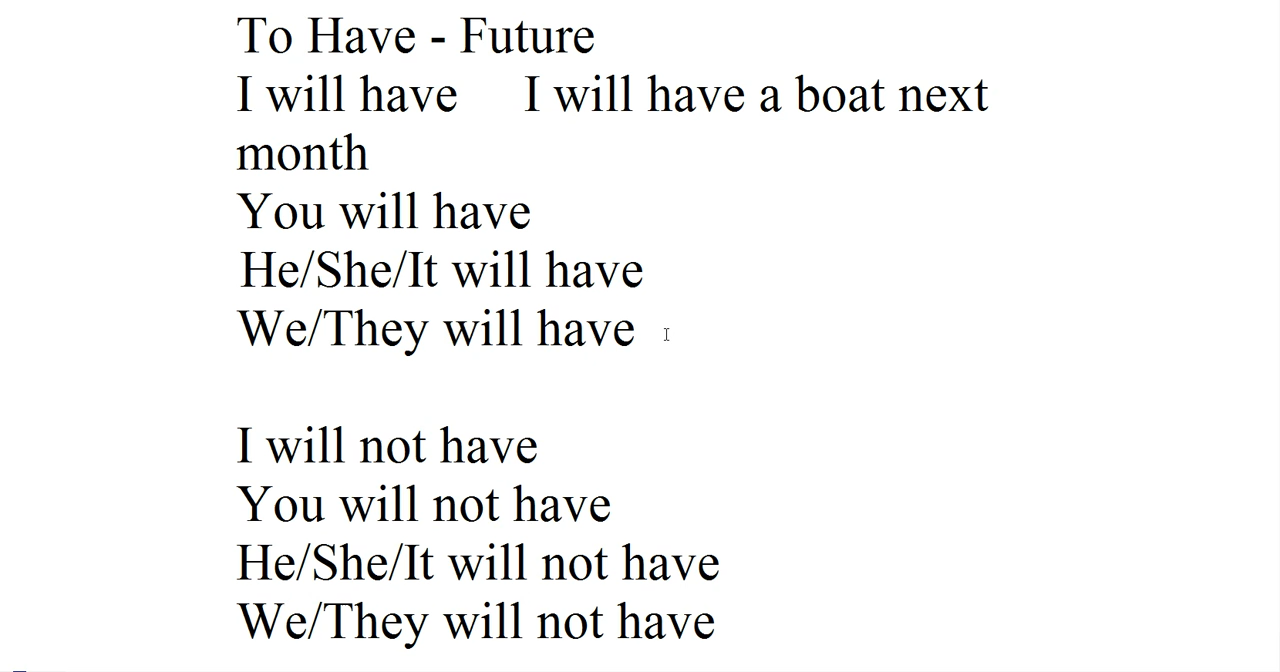 To Have - Future
I will have I will have a boat next
month
You will have
He/She/It will have
We/They will have
I will not have
You will not have
He/She/It will not have
We/They will not have